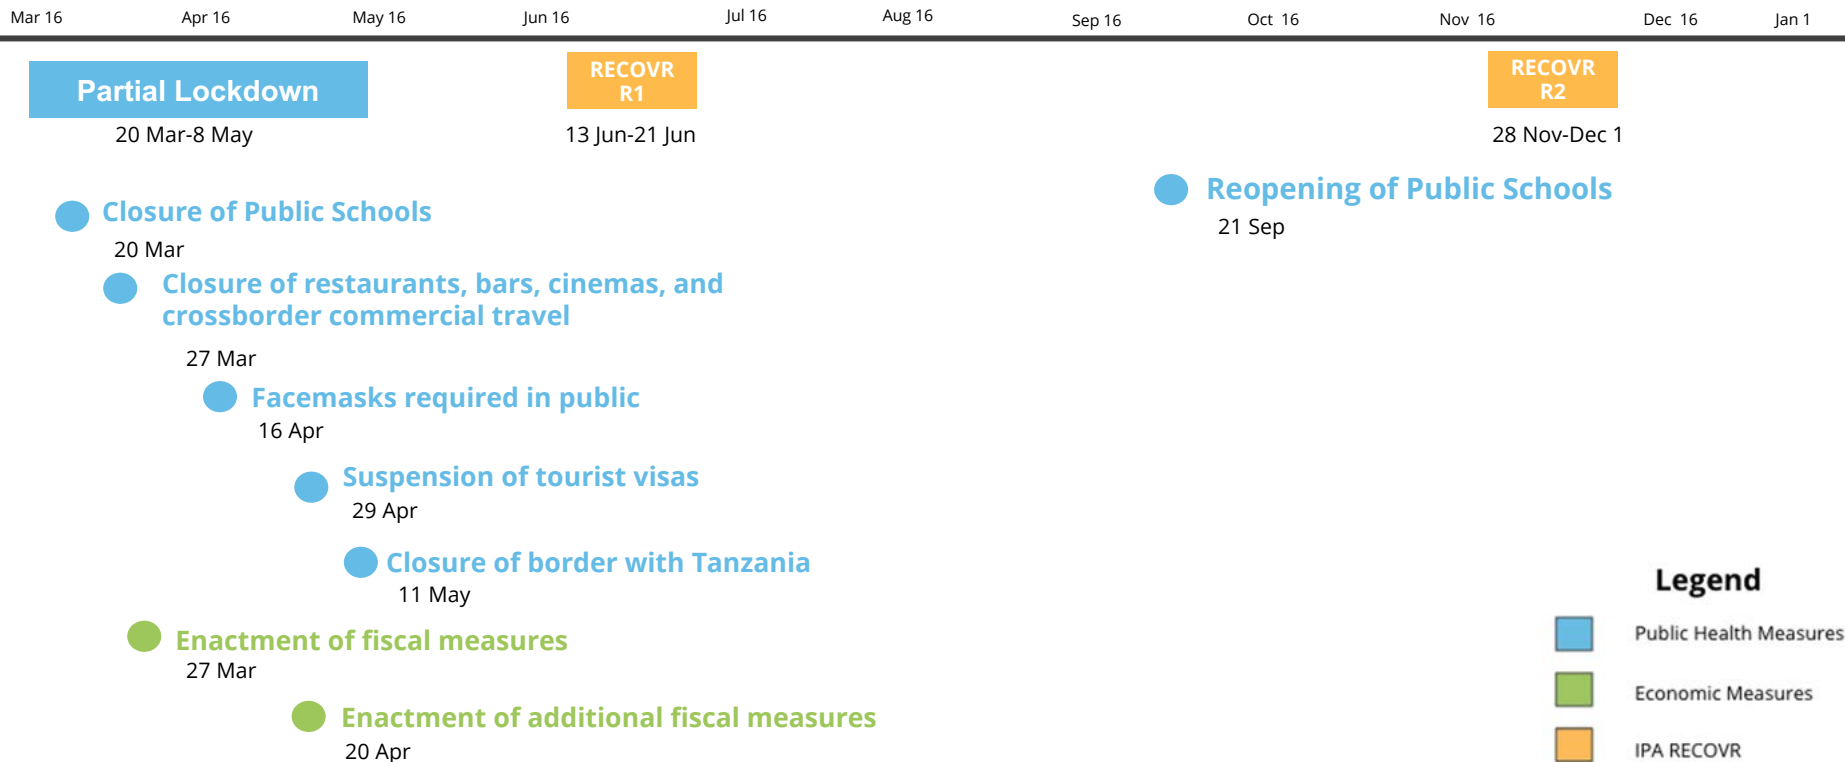 Mar 16 Apr 16 May 16 Jun 16 Jul 16 Aug 16 Sep 16 Oct 16 Nov 16 Dec 16 Jan 1
Partial Lockdown
20 Mar-8 May
RECOVR
R1
13 Jun-21 Jun
RECOVR
R2
28 Nov-Dec 1
Closure of Public Schools
20 Mar
Reopening of Public Schools
21 Sep
Closure of restaurants, bars, cinemas, and
crossborder commercial travel
27 Mar
Facemasks required in public
16 Apr
Suspension of tourist visas
29 Apr
Closure of border with Tanzania
11 May
Enactment of fiscal measures
27 Mar
Enactment of additional fiscal measures
20 Apr
Legend
Public Health Measures
Economic Measures
IPA RECOVR